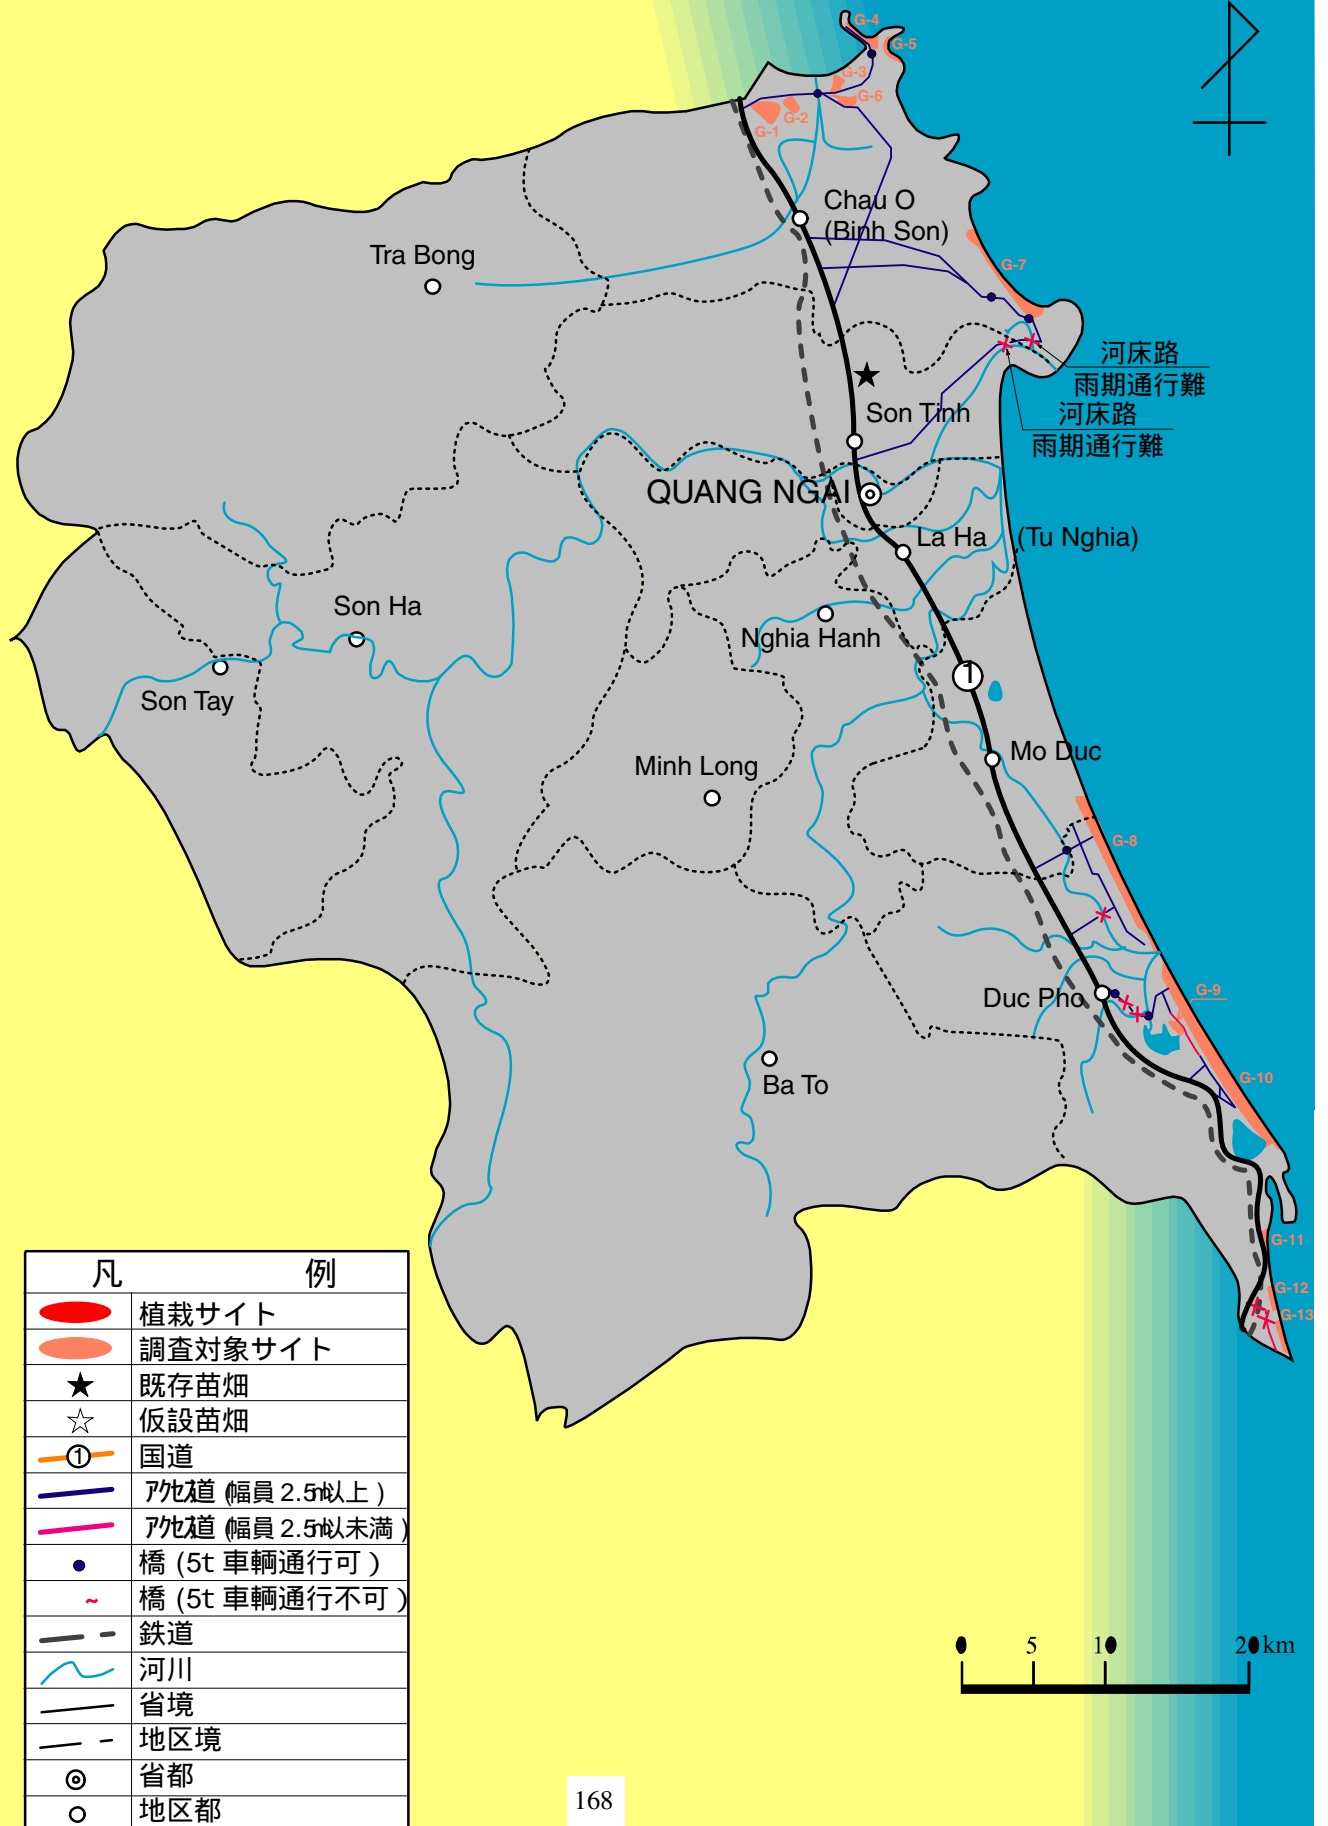 G-4
G-5
G-3
G-6
G-2
G-1
Chau O
(Binh Son)
Tra Bong
G-7
河床路
雨期通行難
河床路
雨期通行難
Son Tinh
QUANG NGAI
La Ha (Tu Nghia)
Son Ha
Nghia Hanh
1
Son Tay
Mo Duc
Minh Long
G-8
Duc Pho
G-9
G-10
Ba To
G-11
G-12
G-13
凡 例
植栽サイト
調査対象サイト
既存苗畑
仮設苗畑
1 国道
アクセス道 (幅員 2.5m以上)
アクセス道 (幅員 2.5m以未満)
橋 (5t 車輌通行可)
橋 (5t 車輌通行不可)
鉄道
河川
省境
地区境
省都
地区都
0 5 10 20 km
168